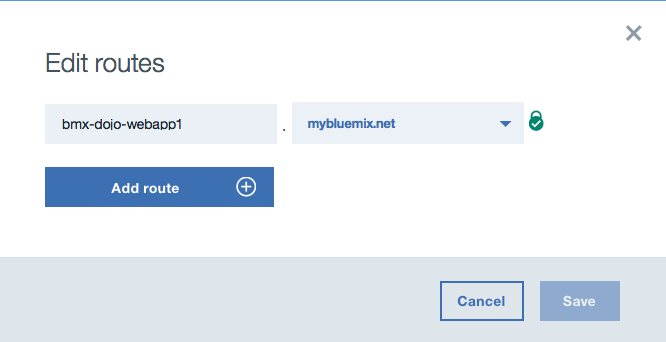 Edit routes
bmx-dojo-webapp1 . mybluemix.net
Add route
Cancel Save